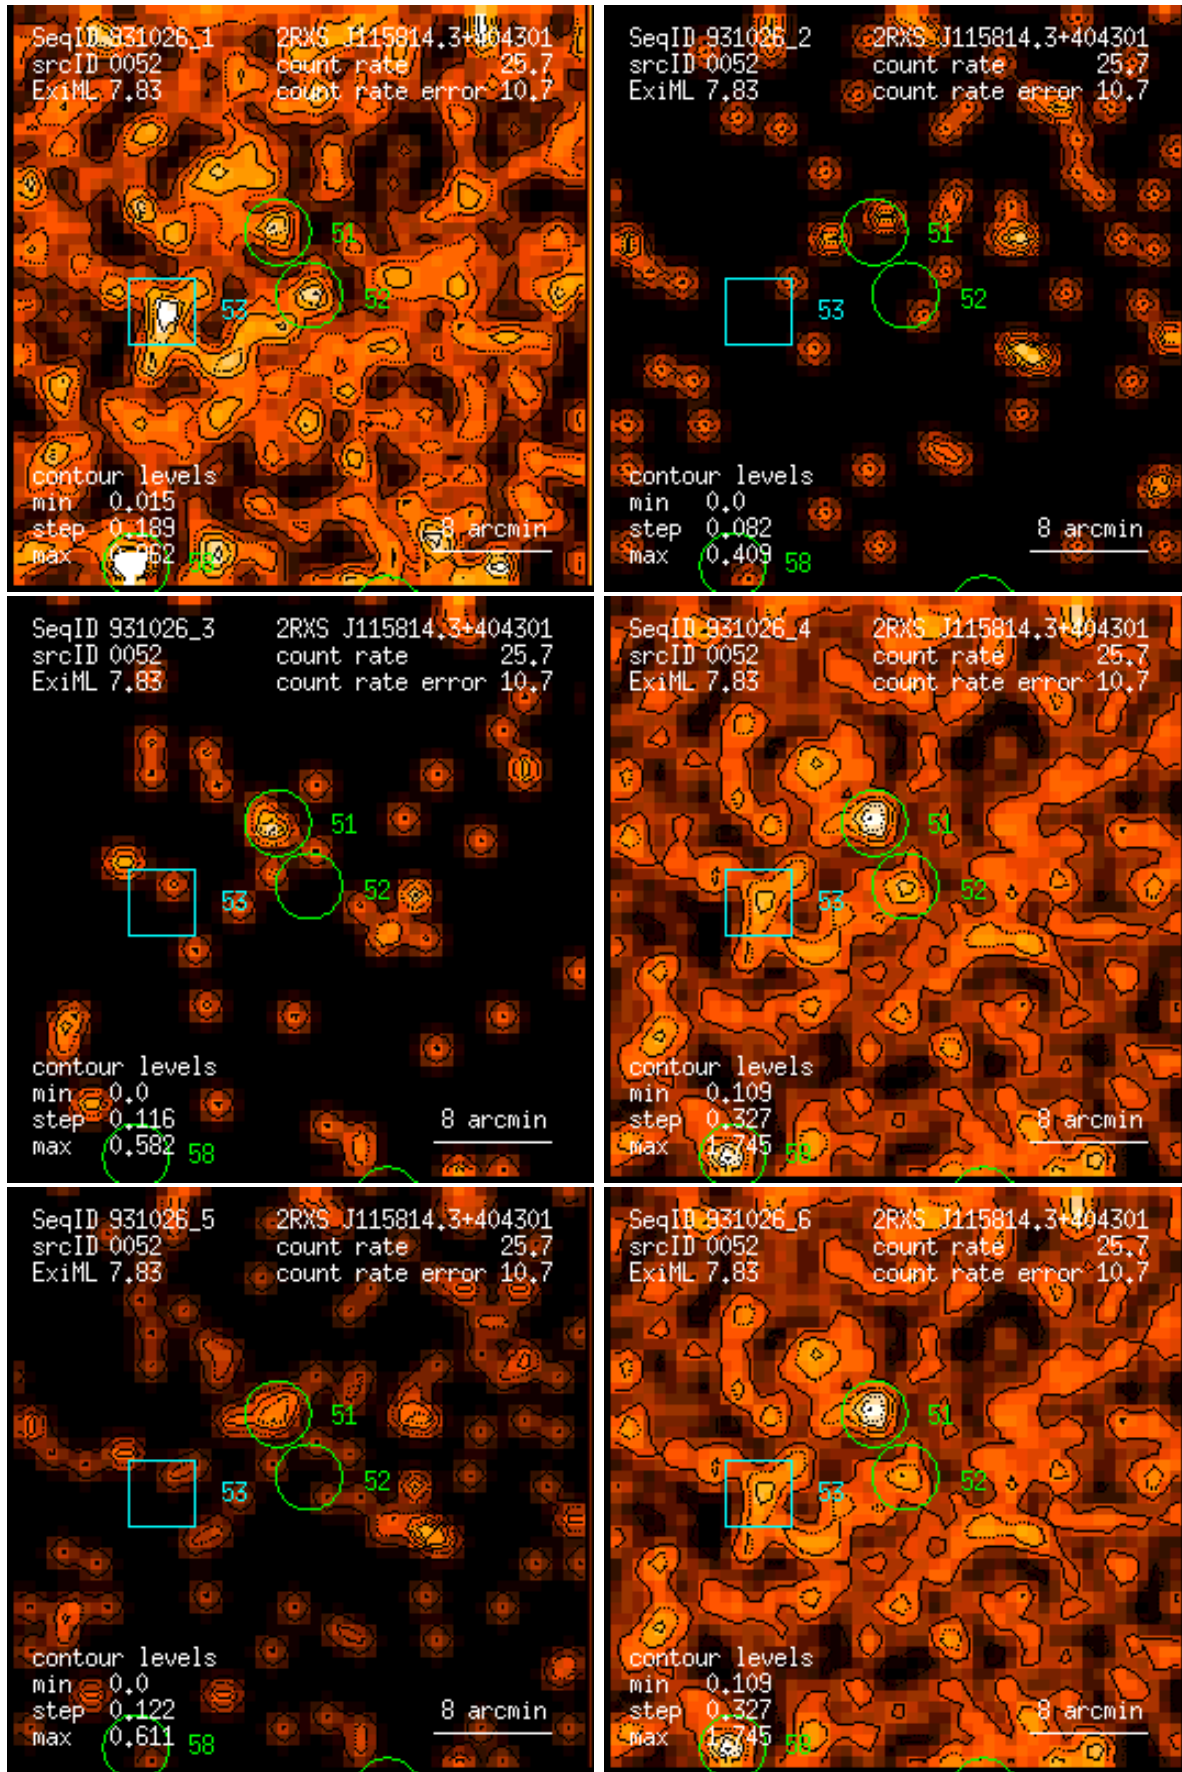 SeqID 931026_1 2RXS J115814.3+404301
srcID 0052 count rate 25.7
ExiML 7.83 count rate error 10.7
51
52
53
contour levels
min 0.015
step 0.189
8 arcmin
max
SeqID 931026_2 2RXS J115814.3+404301
srcID 0052 count rate 25.7
ExiML 7.83 count rate error 10.7
51
52
53
contour levels
min 0.0
step 0.082
8 arcmin
max 0.409
58
SeqID 931026_3 2RXS J115814.3+404301
srcID 0052 count rate 25.7
ExiML 7.83 count rate error 10.7
51
52
53
contour levels
min 0.0
step 0.116
8 arcmin
max 0.582
58
SeqID 931026_4 2RXS J115814.3+404301
srcID 0052 count rate 25.7
ExiML 7.83 count rate error 10.7
51
52
53
contour levels
min 0.109
step 0.327
8 arcmin
max 1.745
58
SeqID 931026_5 2RXS J115814.3+404301
srcID 0052 count rate 25.7
ExiML 7.83 count rate error 10.7
51
52
53
contour levels
min 0.0
step 0.122
8 arcmin
max 0.611
58
SeqID 931026_6 2RXS J115814.3+404301
srcID 0052 count rate 25.7
ExiML 7.83 count rate error 10.7
51
52
53
contour levels
min 0.109
step 0.327
8 arcmin
max 1.745
58